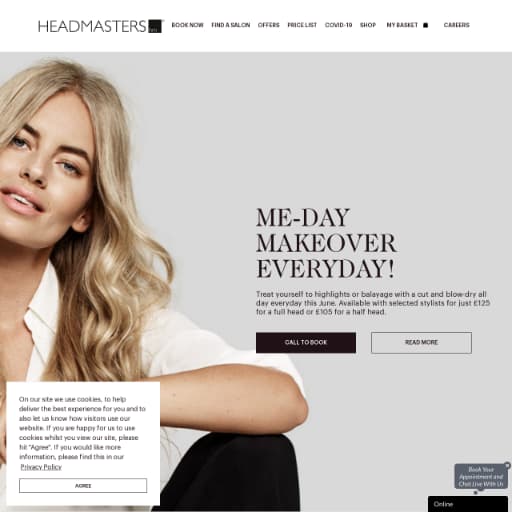 HEADMASTERS
BOOK NOW
FIND A SALON
OFFERS
PRICE LIST
COVID-19
SHOP
MY BASKET
CAREERS
ME-DAY
MAKEOVER
EVERYDAY!
Treat yourself to highlights or balayage with a cut and blow-dry all
day everyday this June. Available with selected stylists for just £125
for a full head or £105 for a half head.
CALL TO BOOK
READ MORE
On our site we use cookies, to help
deliver the best experience for you and to
also let us know how visitors use our
website. If you are happy for us to use
cookies whilst you view our site, please
hit "Agree". If you would like more
information, please find this in our
Privacy Policy
AGREE
Book Your
Appointment and
Chat Live With Us
Online